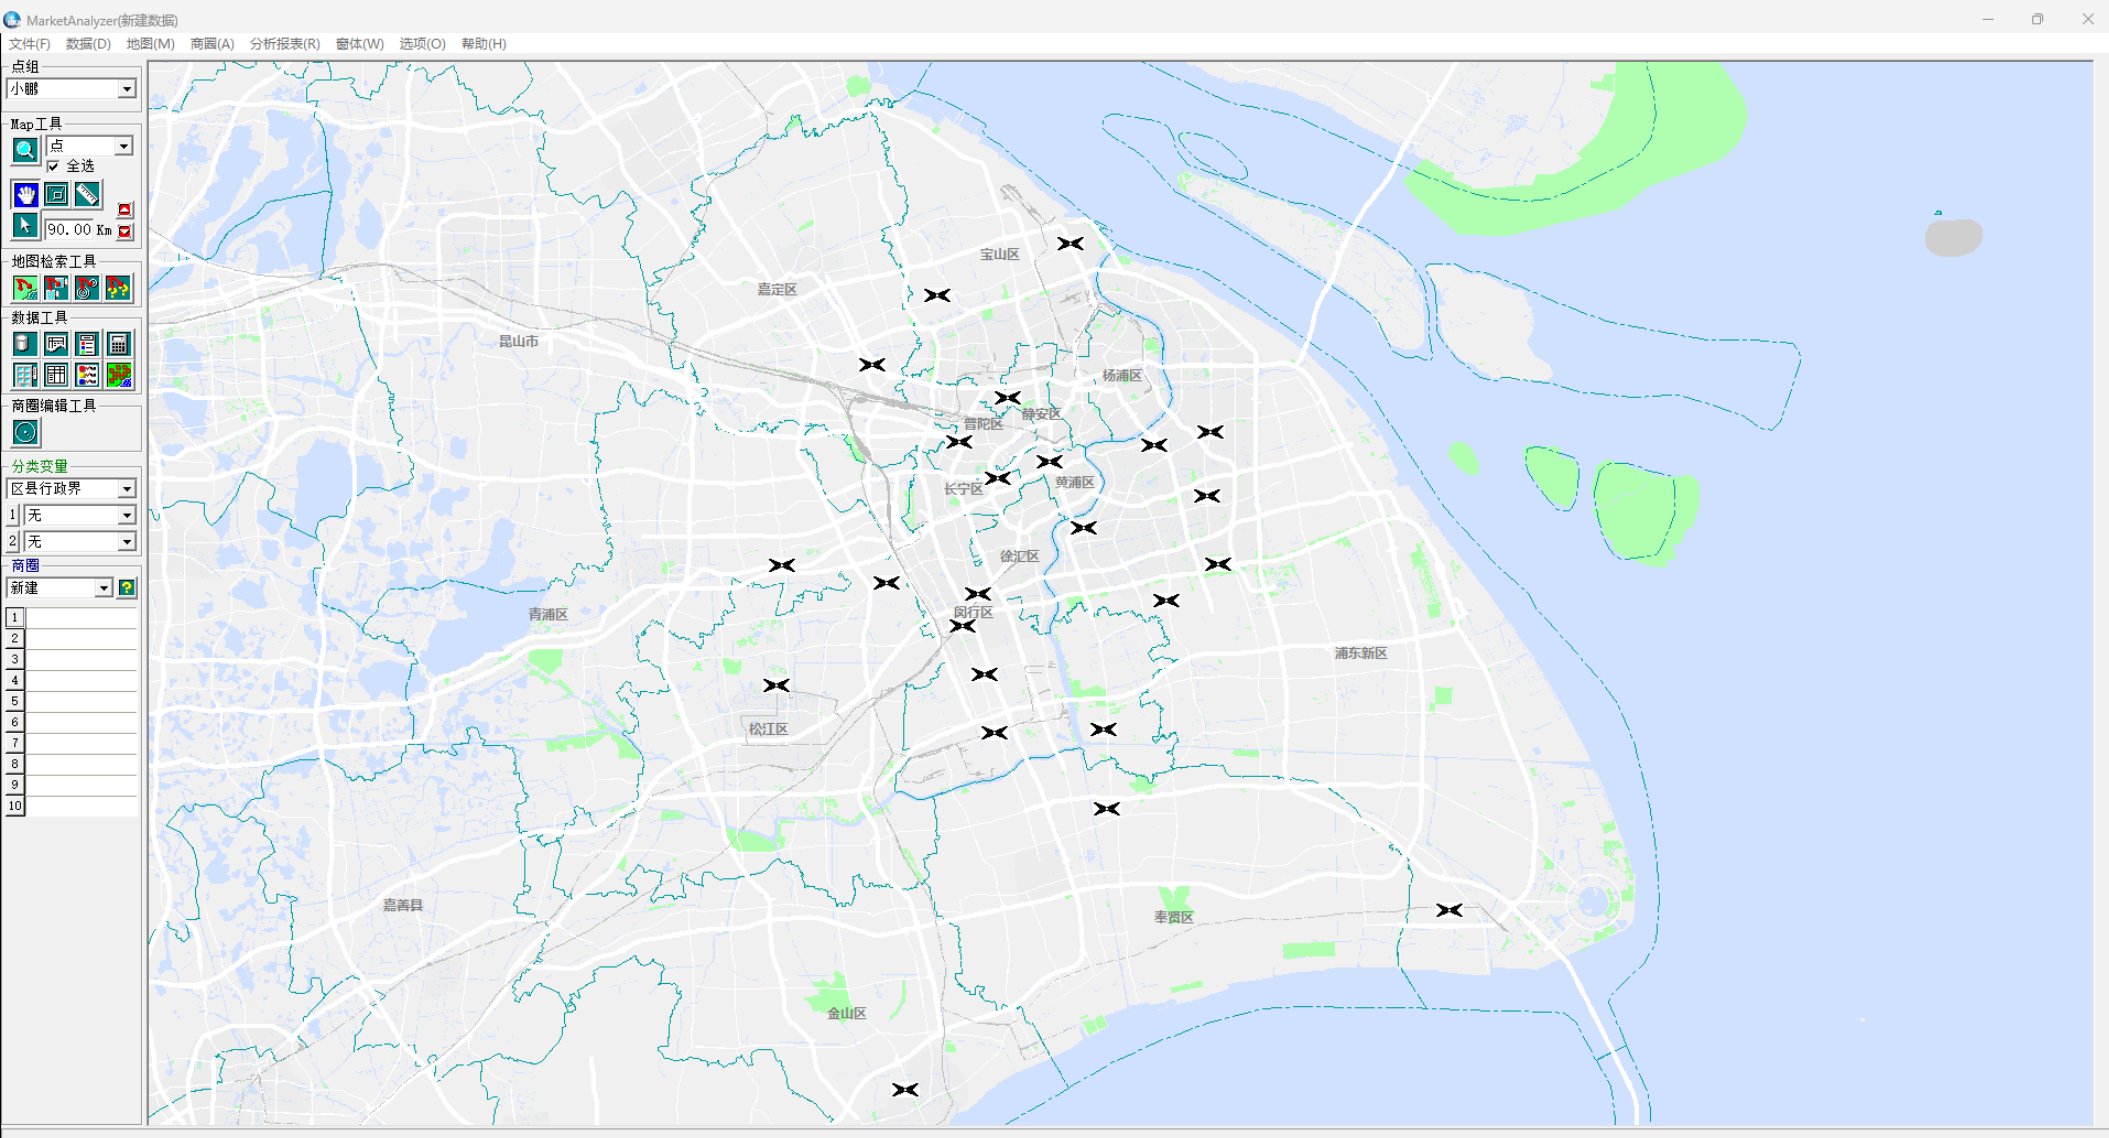 MarketAnalyzer(新建数据)
文件(F) 数据(D) 地图(M) 商圈(A) 分析报表(R) 窗体(W) 选项(O) 帮助(H)
点组
小鹏
Map工具
点
全选
90.00 Km
地图检索工具
数据工具
商圈编辑工具
分类变量
区县行政界
1 无
2 无
商圈
新建
1
2
3
4
5
6
7
8
9
10
宝山区
嘉定区
昆山市
杨浦区
静安区
普陀区
黄浦区
长宁区
徐汇区
青浦区
闵行区
浦东新区
松江区
嘉善县
奉贤区
金山区